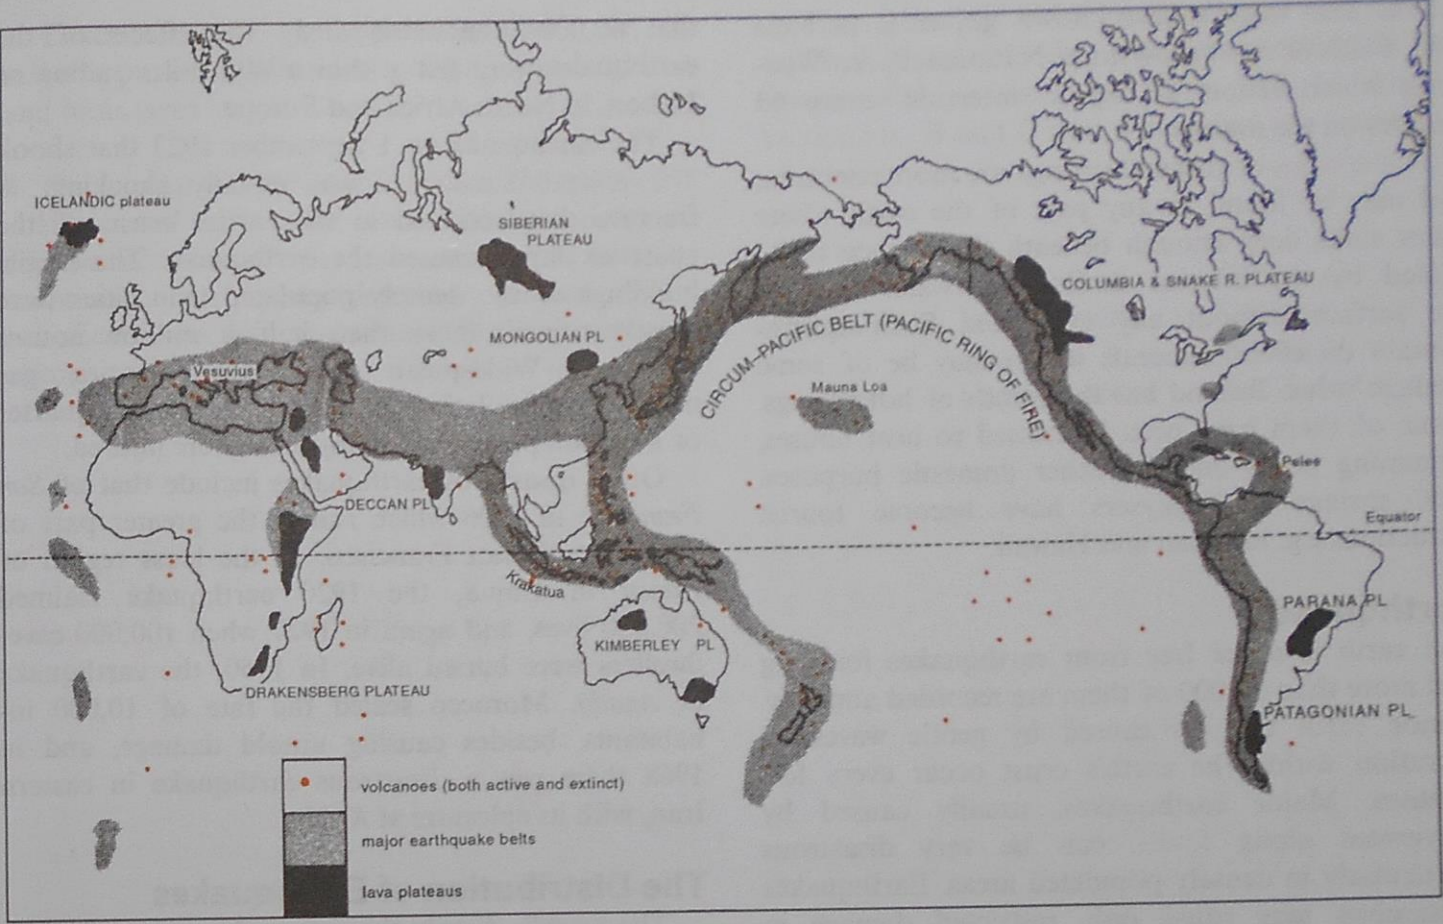 ICELANDIC plateau
SIBERIAN
PLATEAU
COLUMBIA & SNAKE R. PLATEAU
MONGOLIAN PL
CIRCUM-PACIFIC BELT (PACIFIC RING OF FIRE)
Vesuvius
Mauna Loa
Pelee
DECCAN PL
Equator
Krakatua
PARANA PL
KIMBERLEY PL
DRAKENSBERG PLATEAU
PATAGONIAN PL
volcanoes (both active and extinct)
major earthquake belts
lava plateaus